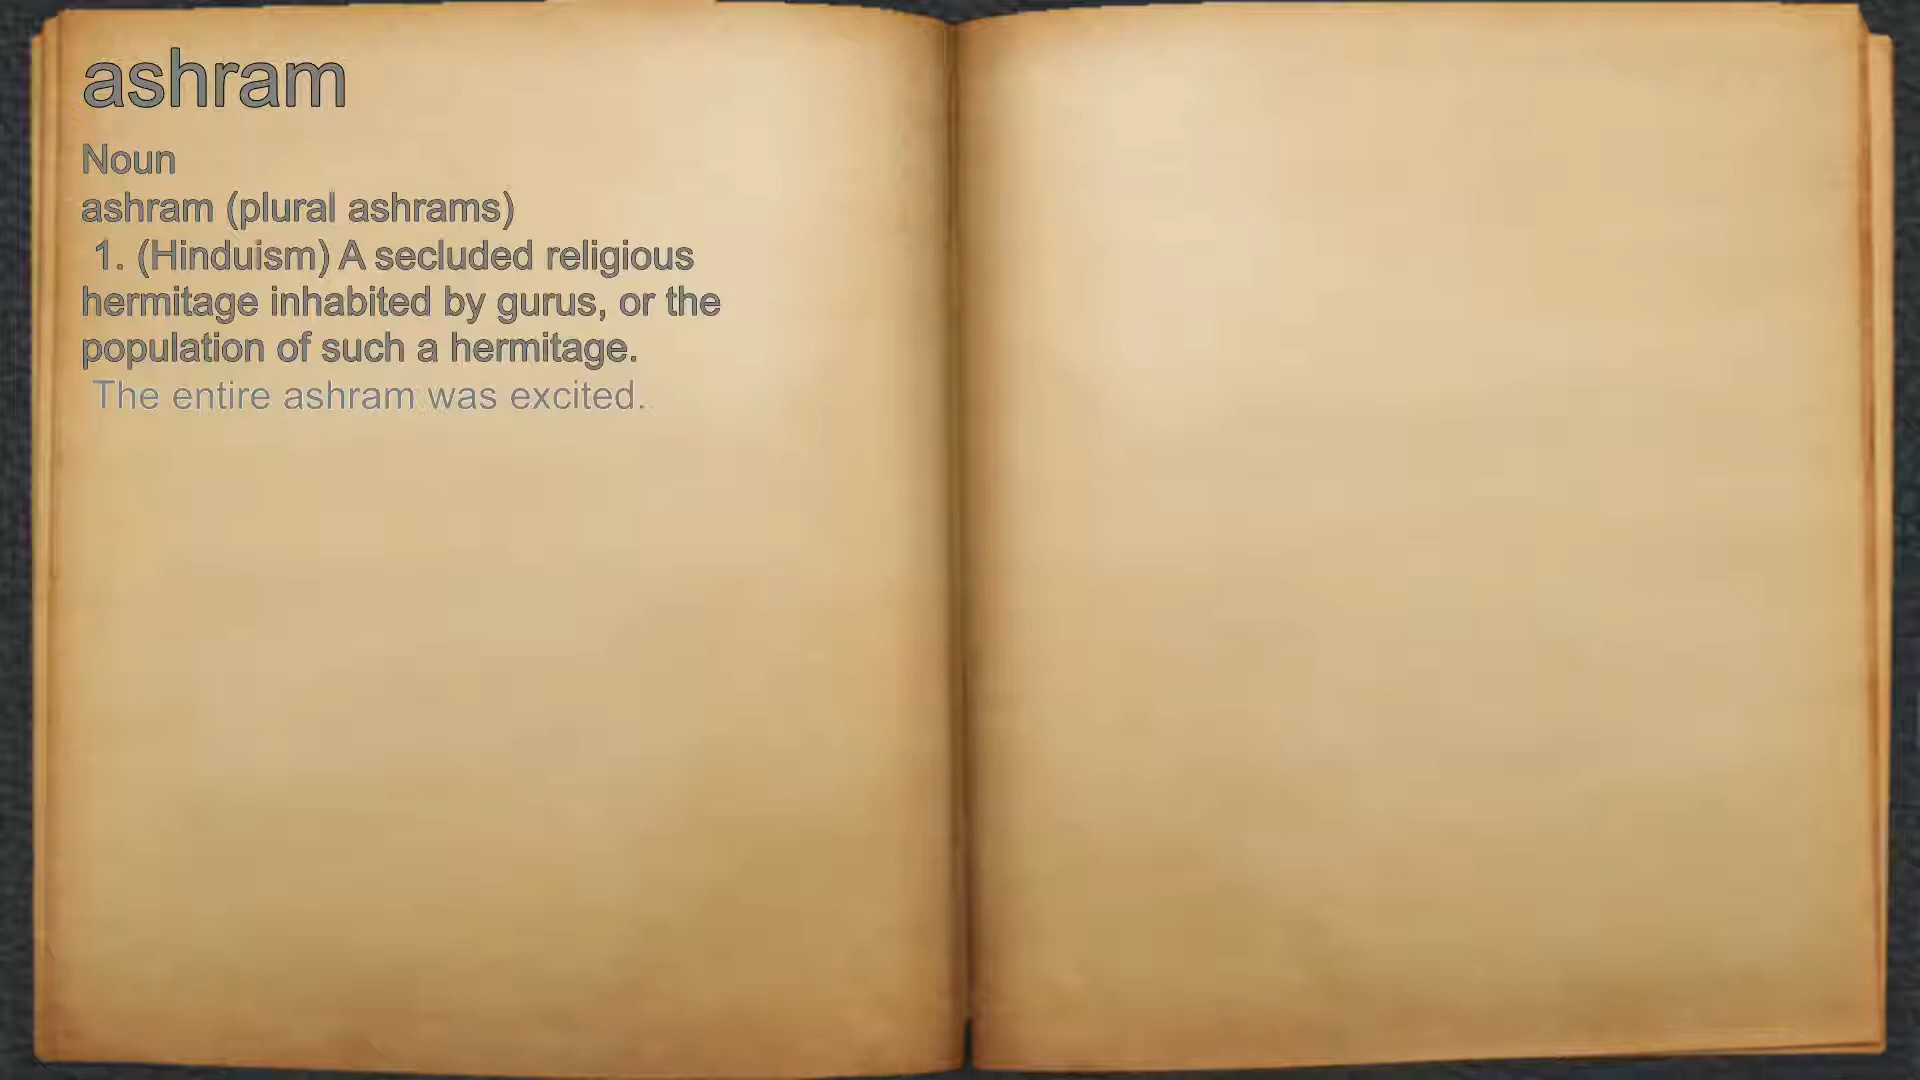 ashram
Noun
ashram (plural ashrams)
1. (Hinduism) A secluded religious
hermitage inhabited by gurus, or the
population of such a hermitage.
The entire ashram was excited.